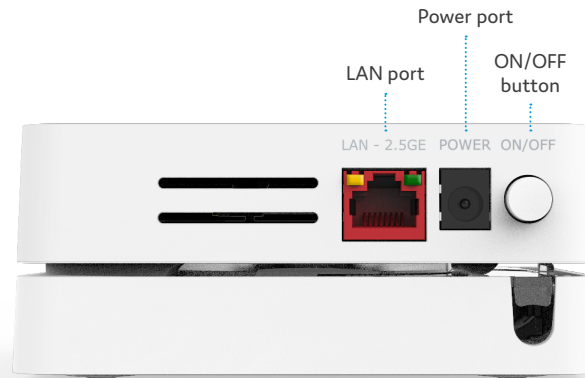 Power port
LAN port
ON/OFF
button
LAN - 2.5GE POWER ON/OFF